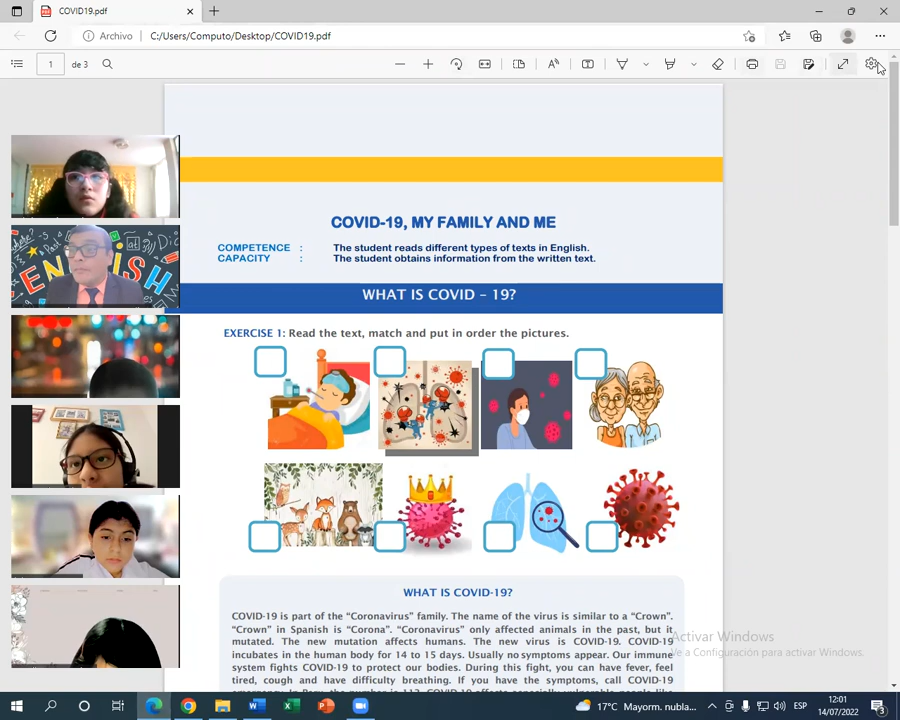 COVID19.pdf
Archivo
C:/Users/Computo/Desktop/COVID19.pdf
1 de 3
COVID-19, MY FAMILY AND ME
COMPETENCE : The student reads different types of texts in English.
CAPACITY : The student obtains information from the written text.
WHAT IS COVID – 19?
EXERCISE 1: Read the text, match and put in order the pictures.
ENGLISH
WHAT IS COVID-19?
COVID-19 is part of the “Coronavirus” family. The name of the virus is similar to a “Crown”.
“Crown” in Spanish is “Corona”. “Coronavirus” only affected animals in the past, but it
mutated. The new mutation affects humans. The new virus is COVID-19. COVID-19
incubates in the human body for 14 to 15 days. Usually no symptoms appear. Our immune
system fights COVID-19 to protect our bodies. During this fight, you can have fever, feel
tired, cough and have difficulty breathing. If you have the symptoms, call COVID-19
Activar Windows
Ve a Configuración para activar Windows.
17°C Mayorm. nubla...
ESP
12:01
14/07/2022
3